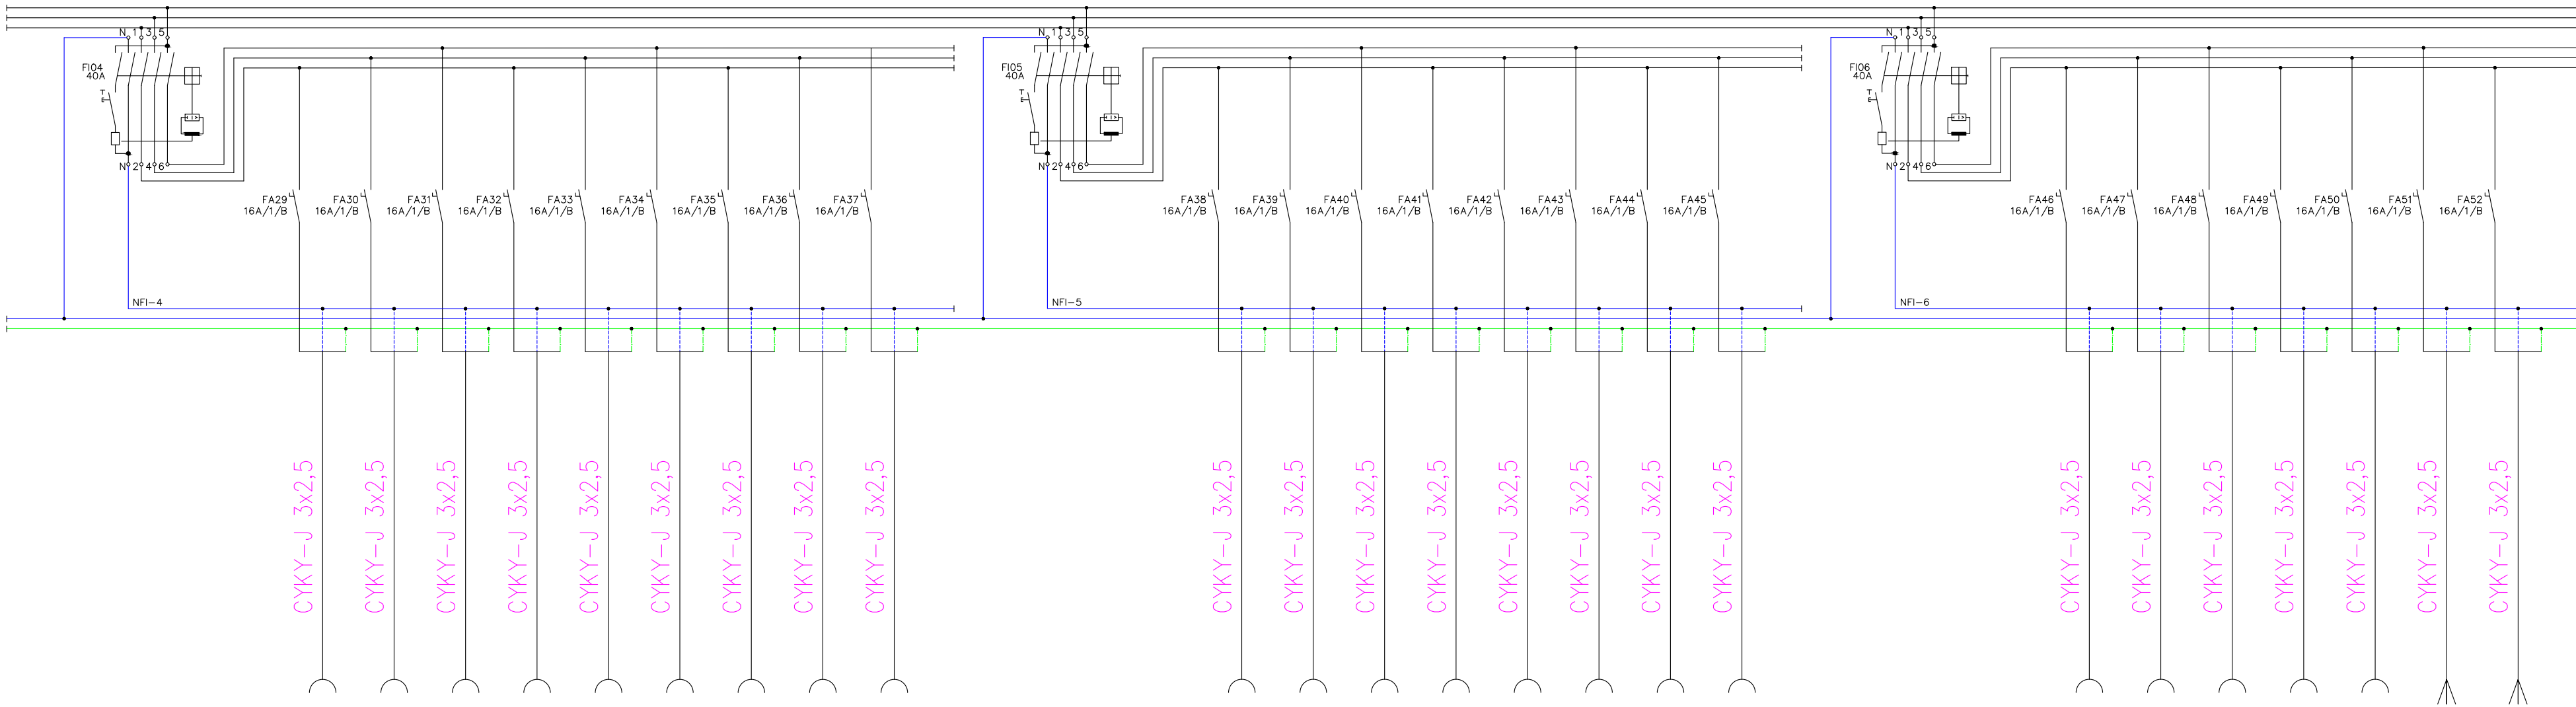 N 1 3 5
FI04
40A
T
N 2 4 6
FA29
16A/1/B
FA30
16A/1/B
FA31
16A/1/B
FA32
16A/1/B
FA33
16A/1/B
FA34
16A/1/B
FA35
16A/1/B
FA36
16A/1/B
FA37
16A/1/B
NFI-4
CYKY-J 3x2,5
CYKY-J 3x2,5
CYKY-J 3x2,5
CYKY-J 3x2,5
CYKY-J 3x2,5
CYKY-J 3x2,5
CYKY-J 3x2,5
CYKY-J 3x2,5
CYKY-J 3x2,5
N 1 3 5
FI05
40A
T
N 2 4 6
FA38
16A/1/B
FA39
16A/1/B
FA40
16A/1/B
FA41
16A/1/B
FA42
16A/1/B
FA43
16A/1/B
FA44
16A/1/B
FA45
16A/1/B
NFI-5
CYKY-J 3x2,5
CYKY-J 3x2,5
CYKY-J 3x2,5
CYKY-J 3x2,5
CYKY-J 3x2,5
CYKY-J 3x2,5
CYKY-J 3x2,5
CYKY-J 3x2,5
N 1 3 5
FI06
40A
T
N 2 4 6
FA46
16A/1/B
FA47
16A/1/B
FA48
16A/1/B
FA49
16A/1/B
FA50
16A/1/B
FA51
16A/1/B
FA52
16A/1/B
NFI-6
CYKY-J 3x2,5
CYKY-J 3x2,5
CYKY-J 3x2,5
CYKY-J 3x2,5
CYKY-J 3x2,5
CYKY-J 3x2,5
CYKY-J 3x2,5